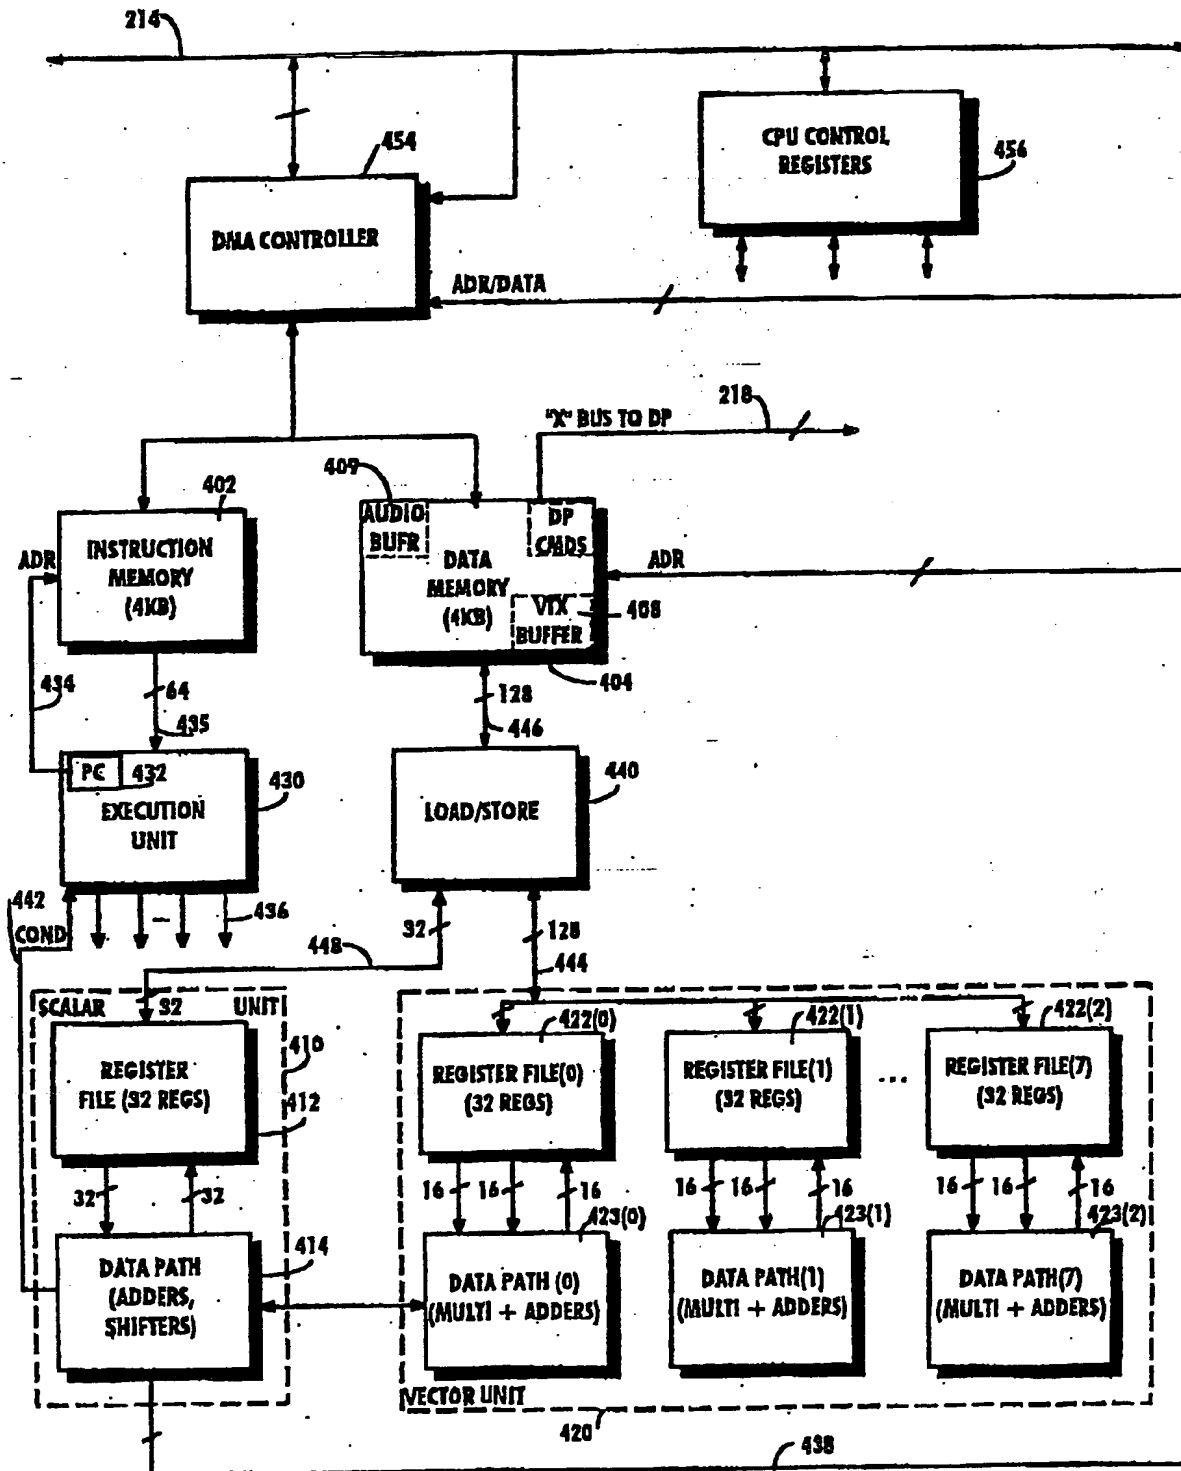 214
454
CPU CONTROL
REGISTERS
456
DMA CONTROLLER
ADR/DATA
218
"X" BUS TO DP
409
402
AUDIO
BUFR
DP
CMDS
ADR
INSTRUCTION
MEMORY
(4KB)
DATA
MEMORY
(4KB)
ADR
VTX
BUFFER
408
404
434
64
435
128
446
PC
432
EXECUTION
UNIT
430
LOAD/STORE
440
442
COND
436
32
128
448
444
SCALAR UNIT
32
422(0)
422(1)
422(2)
REGISTER
FILE (32 REGS)
410
412
REGISTER FILE(0)
(32 REGS)
REGISTER FILE(1)
(32 REGS)
...
REGISTER FILE(7)
(32 REGS)
32
32
16
16
16
16
16
16
16
16
16
423(0)
423(1)
423(2)
DATA PATH
(ADDERS,
SHIFTERS)
414
DATA PATH (0)
(MULTI + ADDERS)
DATA PATH(1)
(MULTI + ADDERS)
DATA PATH(7)
(MULTI + ADDERS)
VECTOR UNIT
420
438